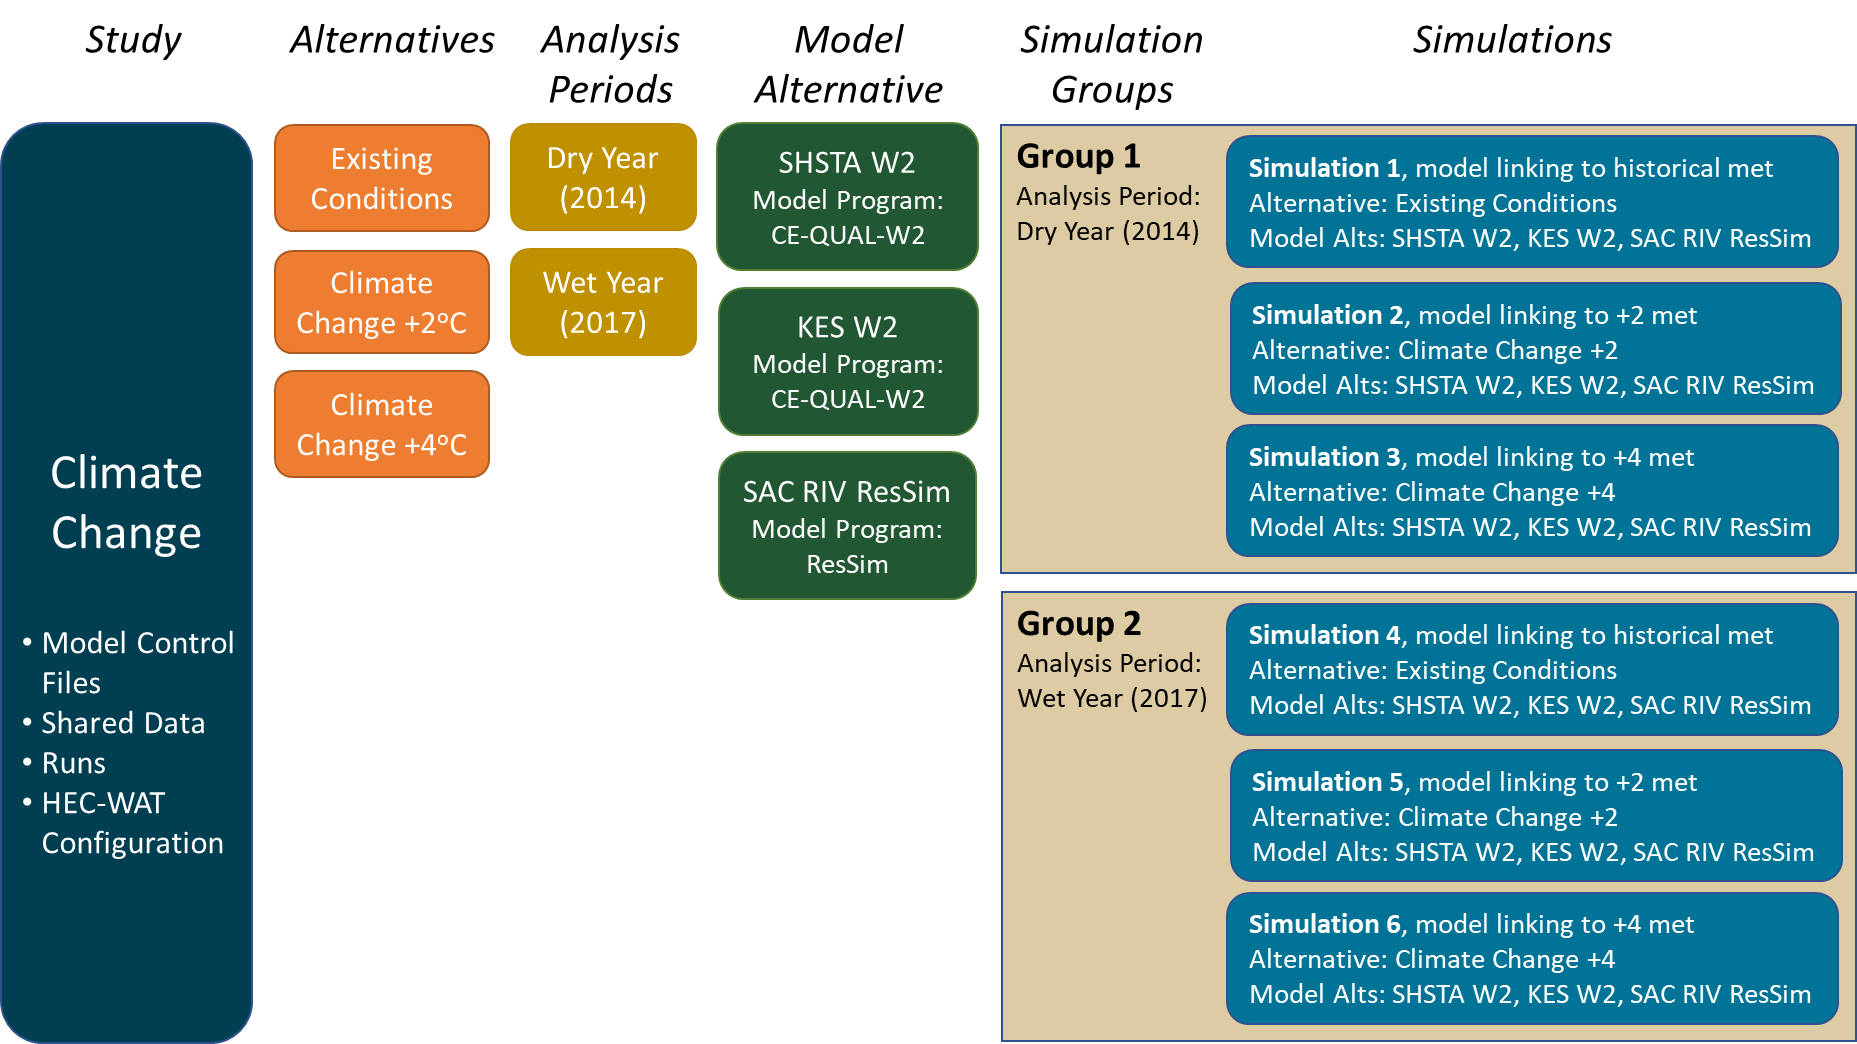 Study
Alternatives
Analysis
Periods
Model
Alternative
Simulation
Groups
Simulations
Climate
Change
• Model Control
Files
• Shared Data
• Runs
• HEC-WAT
Configuration
Existing
Conditions
Climate
Change +2°C
Climate
Change +4°C
Dry Year
(2014)
Wet Year
(2017)
SHSTA W2
Model Program:
CE-QUAL-W2
KES W2
Model Program:
CE-QUAL-W2
SAC RIV ResSim
Model Program:
ResSim
Group 1
Analysis Period:
Dry Year (2014)
Simulation 1, model linking to historical met
Alternative: Existing Conditions
Model Alts: SHSTA W2, KES W2, SAC RIV ResSim
Simulation 2, model linking to +2 met
Alternative: Climate Change +2
Model Alts: SHSTA W2, KES W2, SAC RIV ResSim
Simulation 3, model linking to +4 met
Alternative: Climate Change +4
Model Alts: SHSTA W2, KES W2, SAC RIV ResSim
Group 2
Analysis Period:
Wet Year (2017)
Simulation 4, model linking to historical met
Alternative: Existing Conditions
Model Alts: SHSTA W2, KES W2, SAC RIV ResSim
Simulation 5, model linking to +2 met
Alternative: Climate Change +2
Model Alts: SHSTA W2, KES W2, SAC RIV ResSim
Simulation 6, model linking to +4 met
Alternative: Climate Change +4
Model Alts: SHSTA W2, KES W2, SAC RIV ResSim